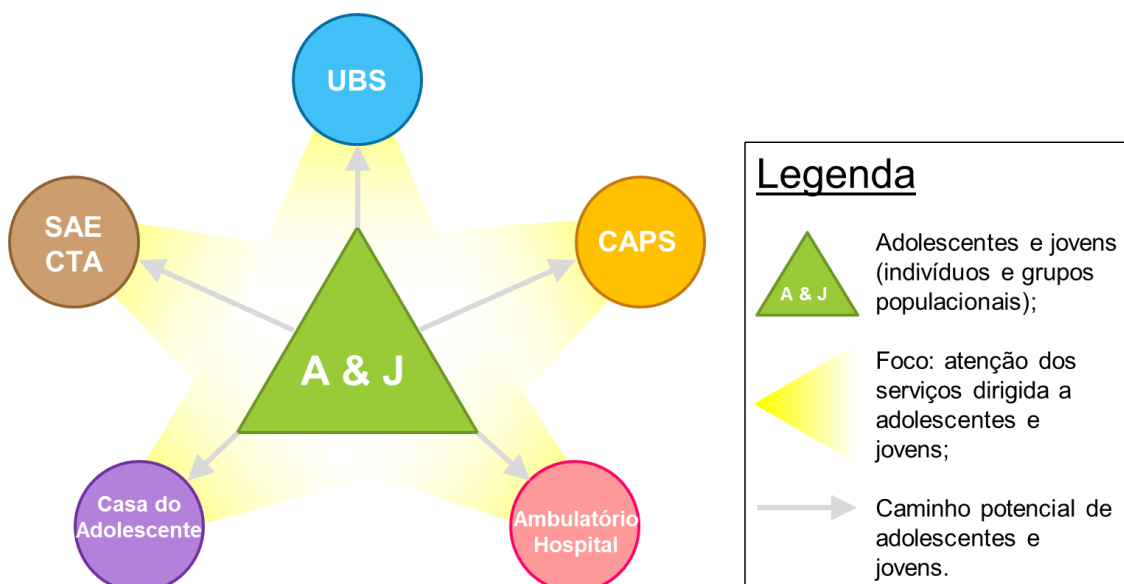 UBS
SAE
CTA
CAPS
A & J
Casa do
Adolescente
Ambulatório
Hospital
Legenda
A & J
Adolescentes e jovens
(indivíduos e grupos
populacionais);
Foco: atenção dos
serviços dirigida a
adolescentes e
jovens;
Caminho potencial de
adolescentes e
jovens.